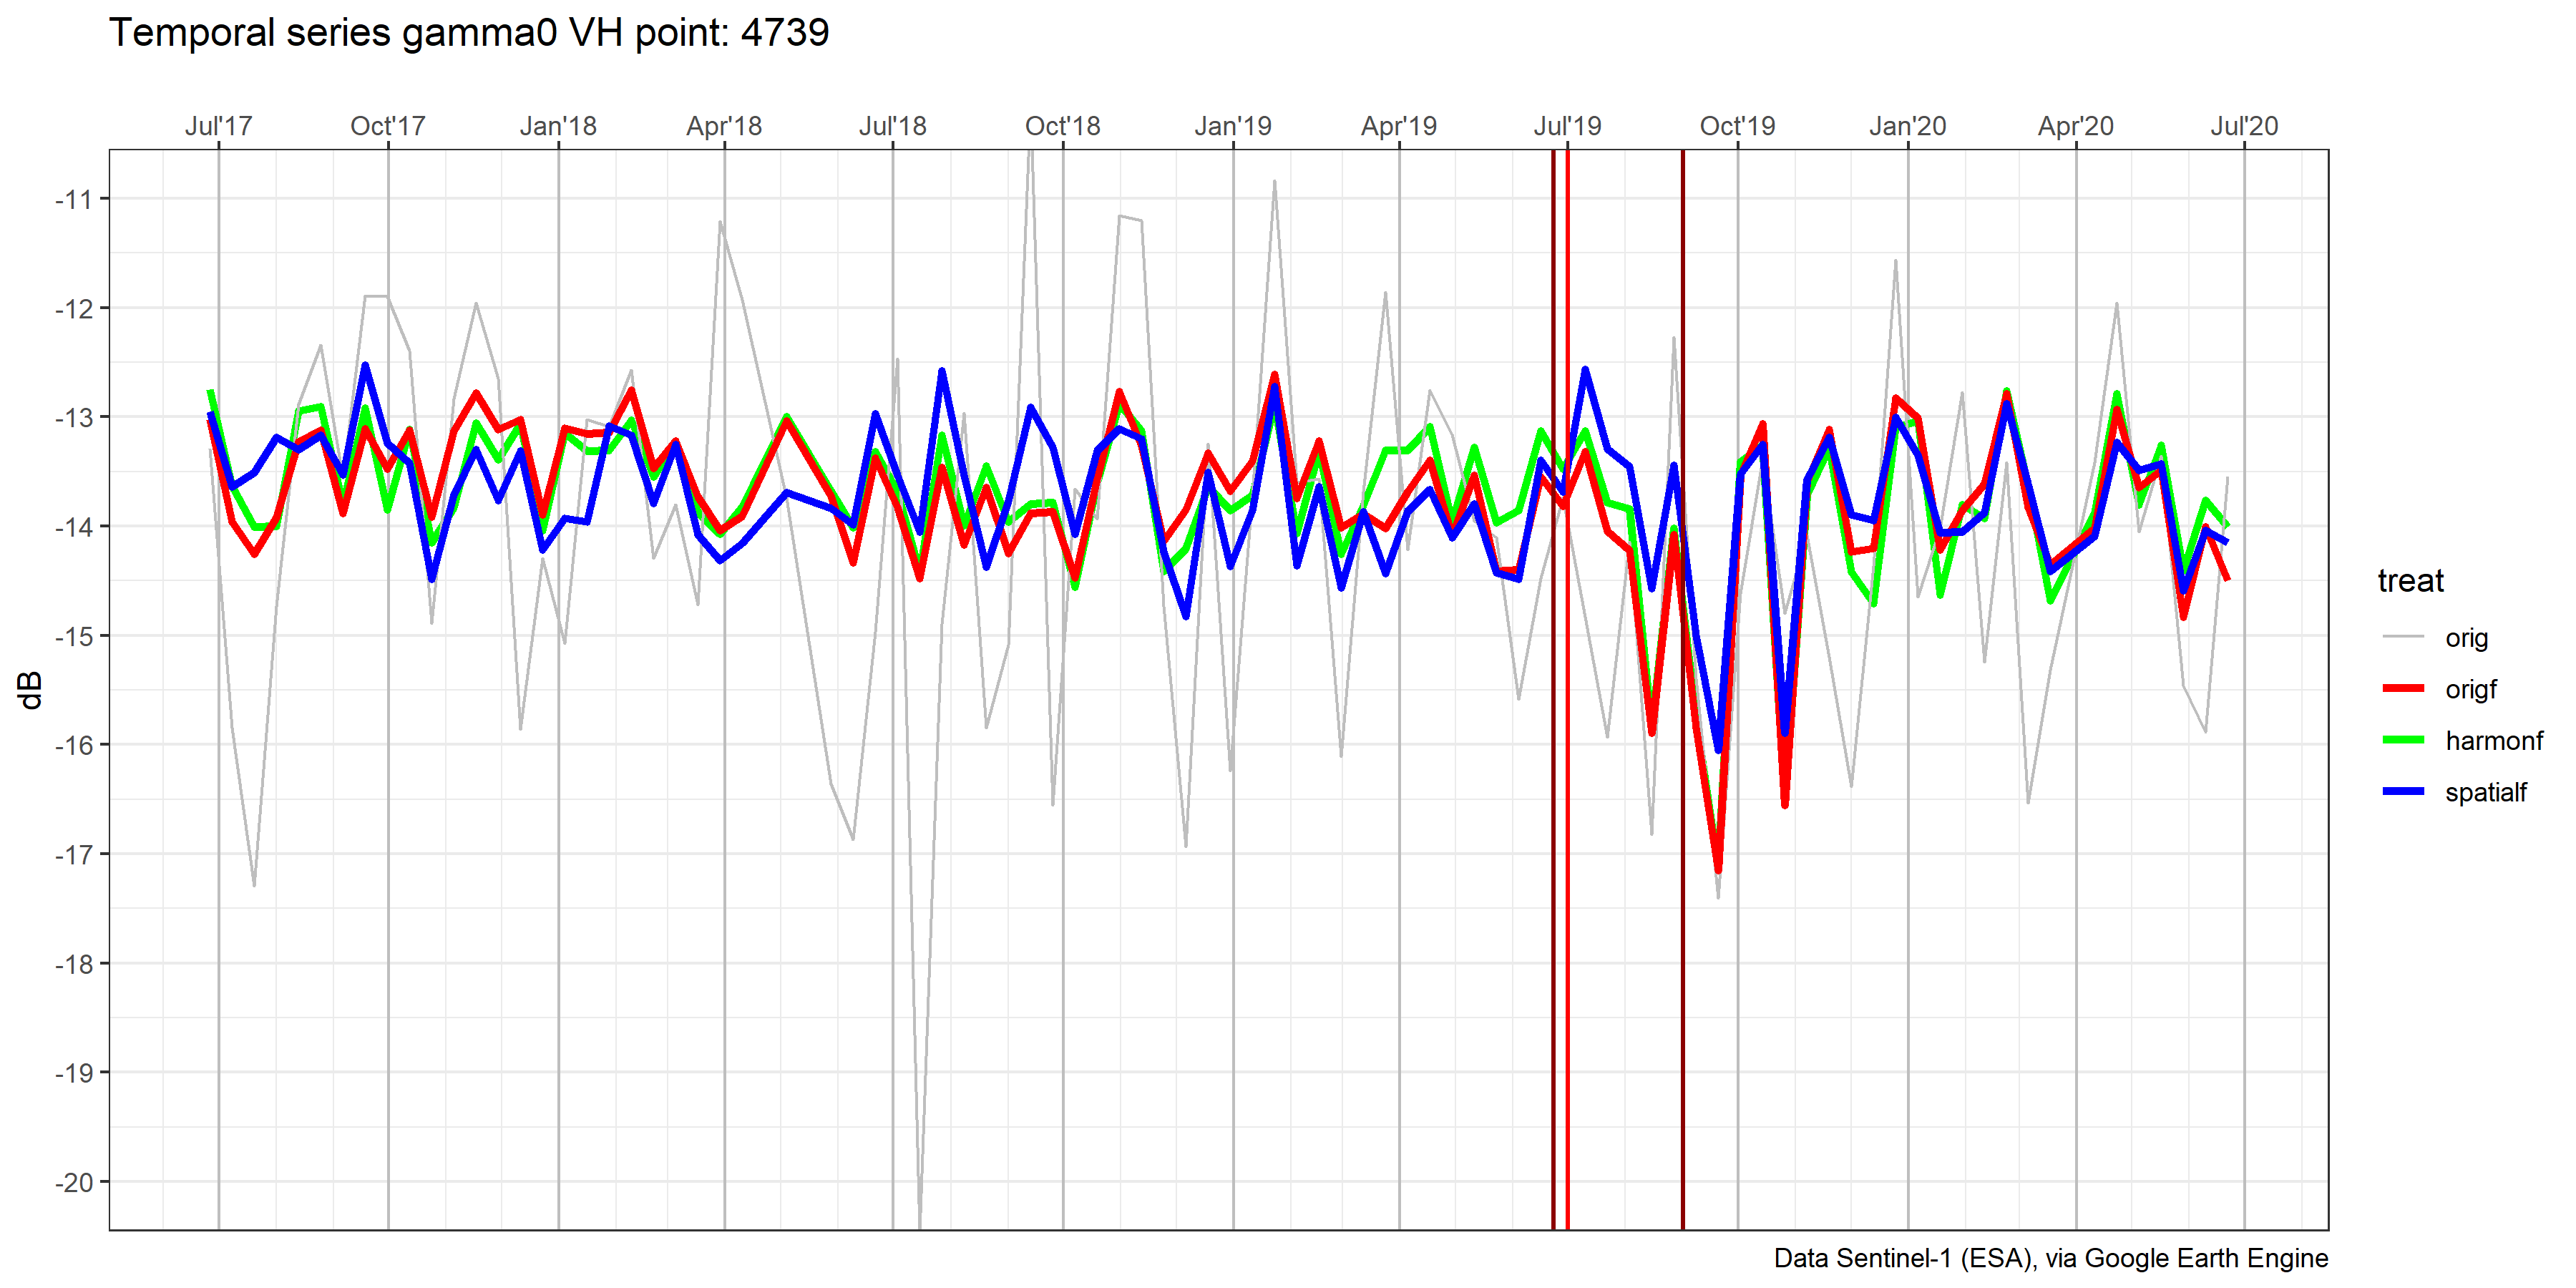 Temporal series gamma0 VH point: 4739
Jul'17 Oct'17 Jan'18 Apr'18 Jul'18 Oct'18 Jan'19 Apr'19 Jul'19 Oct'19 Jan'20 Apr'20 Jul'20
-11
-12
-13
-14
-15
-16
-17
-18
-19
-20
dB
treat
orig
origf
harmonf
spatialf
Data Sentinel-1 (ESA), via Google Earth Engine